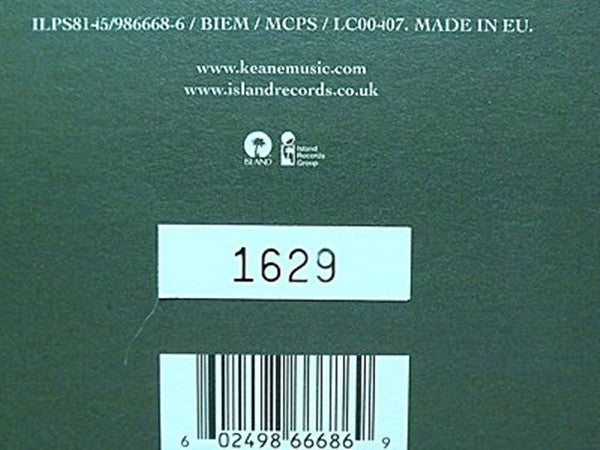 ILPS8145/986668-6 / BIEM / MCPS / LC00407. MADE IN EU.
www.keanemusic.com
www.islandrecords.co.uk
ISLAND
Island
Records
Group
1629
6 02498 66686 9